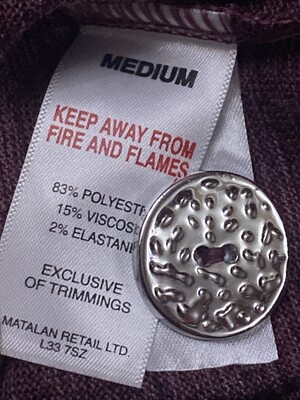 MEDIUM
KEEP AWAY FROM
FIRE AND FLAMES
83% POLYEST
15% VISCOS
2% ELASTAN
EXCLUSIVE
OF TRIMMINGS
MATALAN RETAIL LTD.
L33 7SZ